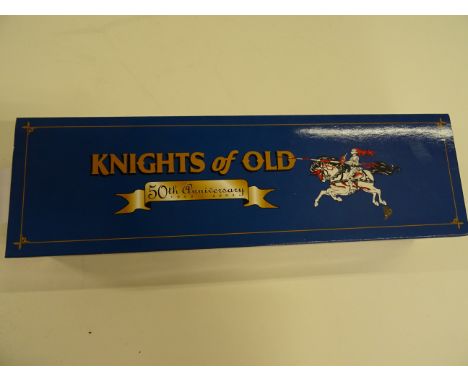 KNIGHTS of OLD
50th Anniversary